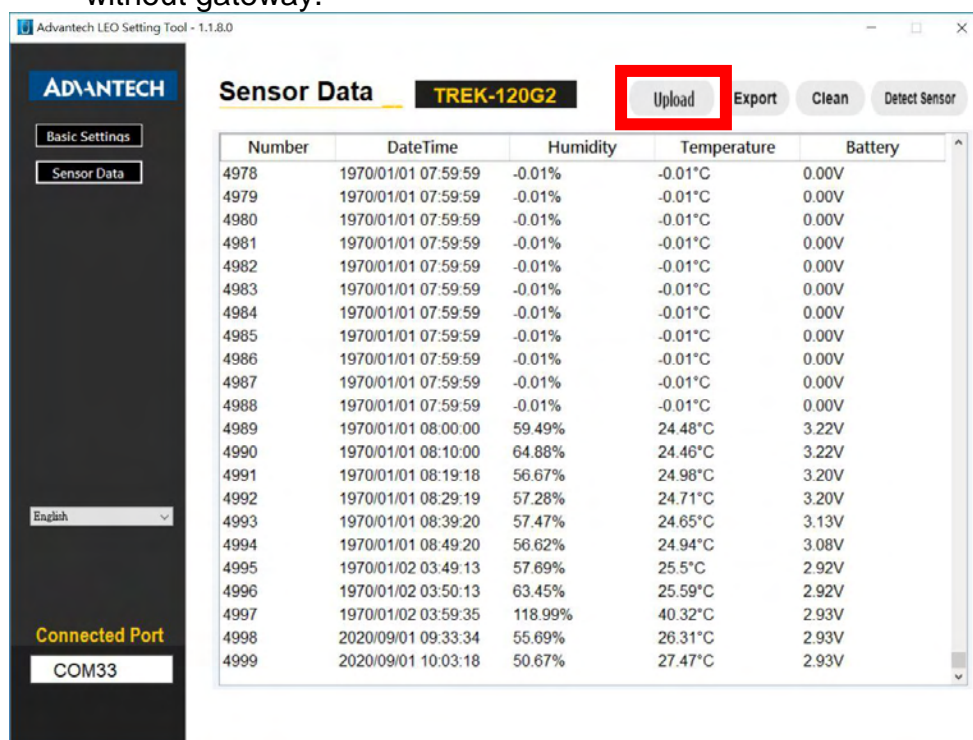 without gateway.
Advantech LEO Setting Tool - 1.1.8.0
ADVANTECH
Sensor Data TREK-120G2 Upload Export Clean Detect Sensor
Basic Settings
Sensor Data
Number DateTime Humidity Temperature Battery
4978 1970/01/01 07:59:59 -0.01% -0.01°C 0.00V
4979 1970/01/01 07:59:59 -0.01% -0.01°C 0.00V
4980 1970/01/01 07:59:59 -0.01% -0.01°C 0.00V
4981 1970/01/01 07:59:59 -0.01% -0.01°C 0.00V
4982 1970/01/01 07:59:59 -0.01% -0.01°C 0.00V
4983 1970/01/01 07:59:59 -0.01% -0.01°C 0.00V
4984 1970/01/01 07:59:59 -0.01% -0.01°C 0.00V
4985 1970/01/01 07:59:59 -0.01% -0.01°C 0.00V
4986 1970/01/01 07:59:59 -0.01% -0.01°C 0.00V
4987 1970/01/01 07:59:59 -0.01% -0.01°C 0.00V
4988 1970/01/01 07:59:59 -0.01% -0.01°C 0.00V
4989 1970/01/01 08:00:00 59.49% 24.48°C 3.22V
4990 1970/01/01 08:10:00 64.88% 24.46°C 3.22V
4991 1970/01/01 08:19:18 56.67% 24.98°C 3.20V
4992 1970/01/01 08:29:19 57.28% 24.71°C 3.20V
4993 1970/01/01 08:39:20 57.47% 24.65°C 3.13V
4994 1970/01/01 08:49:20 56.62% 24.94°C 3.08V
4995 1970/01/02 03:49:13 57.69% 25.5°C 2.92V
4996 1970/01/02 03:50:13 63.45% 25.59°C 2.92V
4997 1970/01/02 03:59:35 118.99% 40.32°C 2.93V
4998 2020/09/01 09:33:34 55.69% 26.31°C 2.93V
4999 2020/09/01 10:03:18 50.67% 27.47°C 2.93V
English
Connected Port
COM33